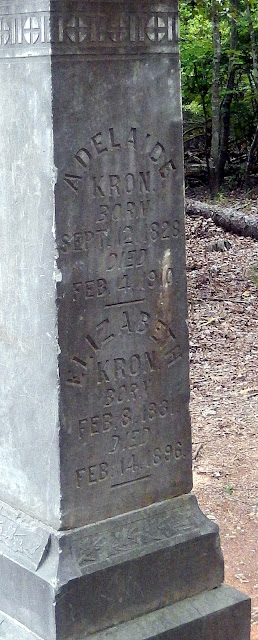 ADELAIDE
KRON.
BORN
SEPT. 12, 1828.
DIED
FEB. 4, 1910.
ELIZABETH
KRON.
BORN
FEB. 8, 1831.
DIED
FEB. 14, 1896.